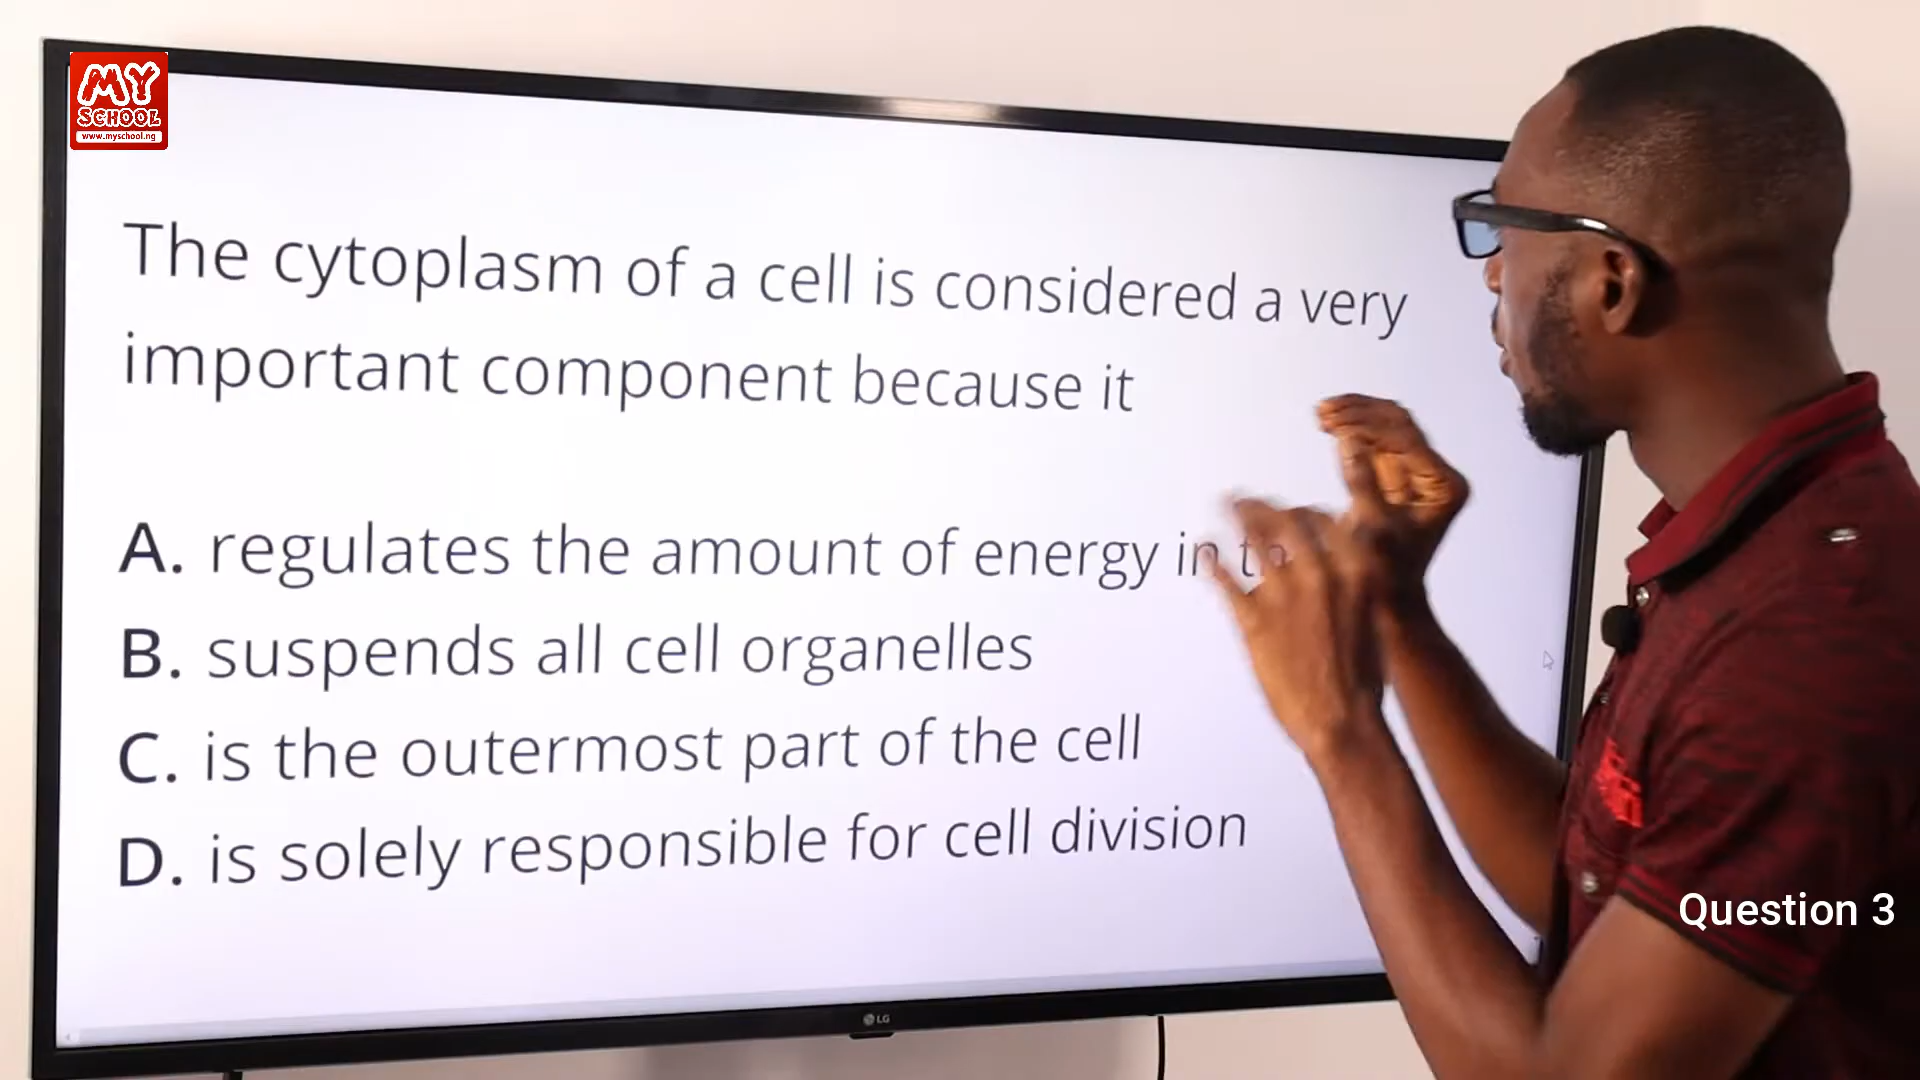 MY
SCHOOL
www.myschool.ng
The cytoplasm of a cell is considered a very
important component because it
A. regulates the amount of energy in
B. suspends all cell organelles
C. is the outermost part of the cell
D. is solely responsible for cell division
Question 3
LG